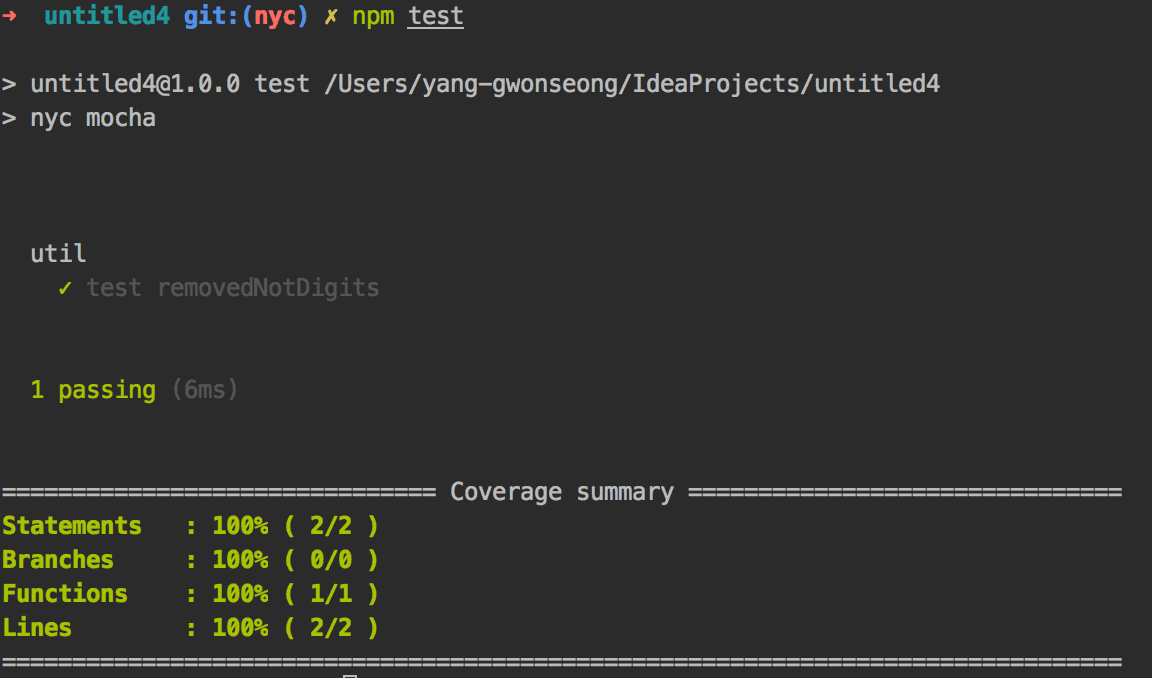 ➜  untitled4 git:(nyc) ✗ npm test
> untitled4@1.0.0 test /Users/yang-gwonseong/IdeaProjects/untitled4
> nyc mocha
util
✓ test removedNotDigits
1 passing (6ms)
=============================== Coverage summary ===============================
Statements   : 100% ( 2/2 )
Branches     : 100% ( 0/0 )
Functions    : 100% ( 1/1 )
Lines        : 100% ( 2/2 )
================================================================================